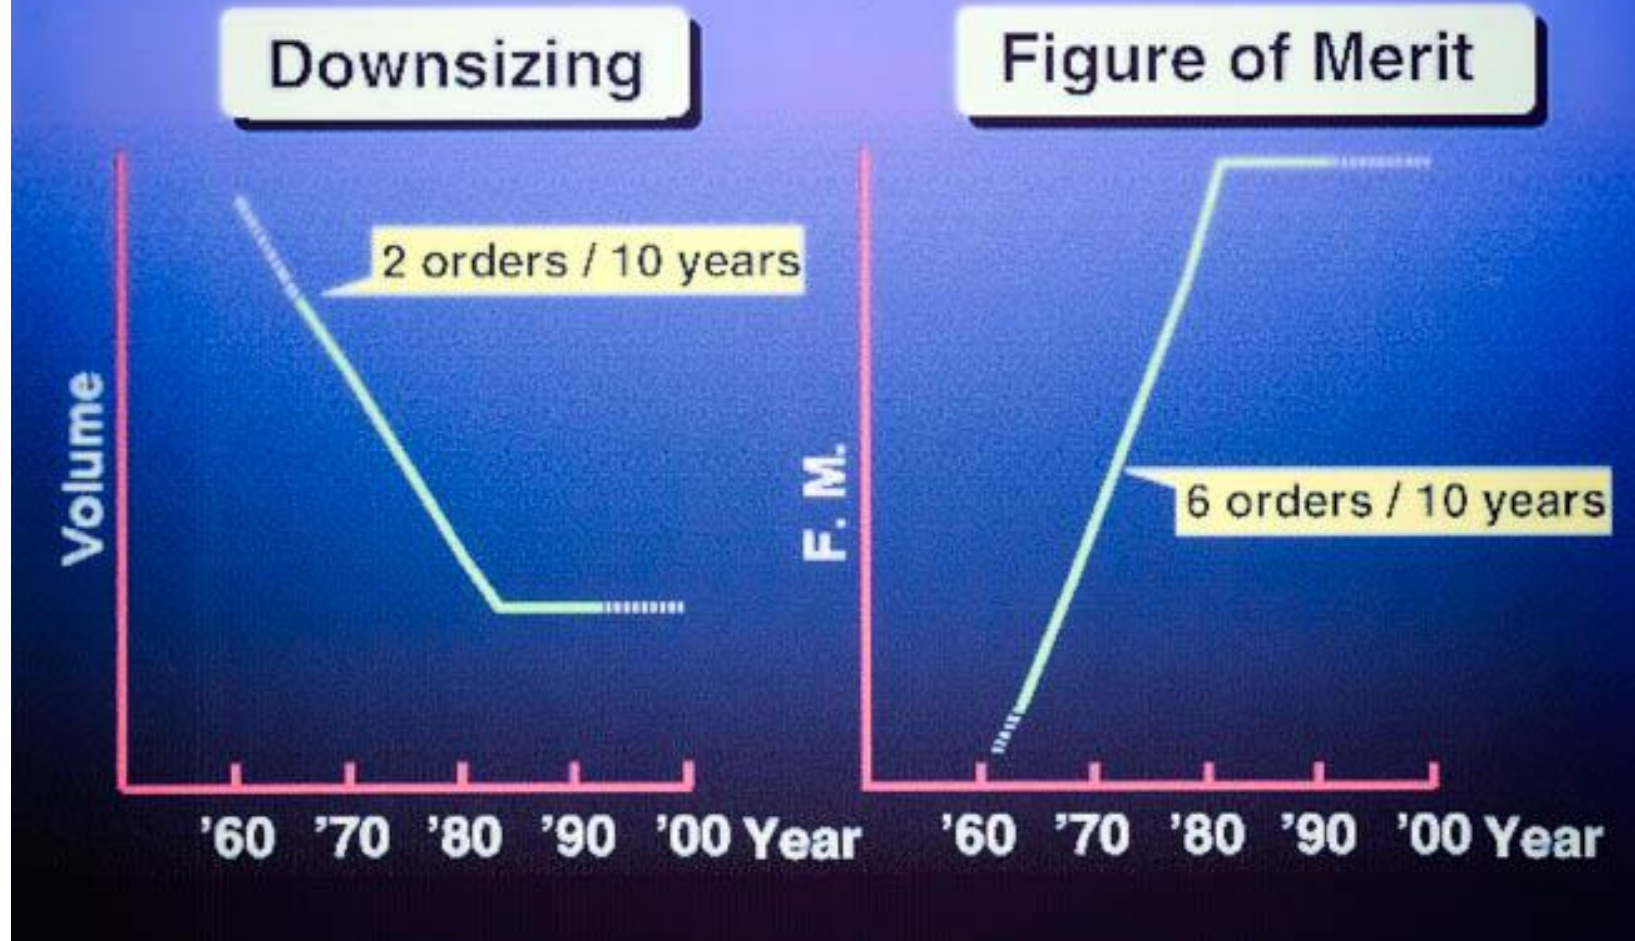 Downsizing
Volume
2 orders / 10 years
’60 ’70 ’80 ’90 ’00 Year
Figure of Merit
F. M.
6 orders / 10 years
’60 ’70 ’80 ’90 ’00 Year